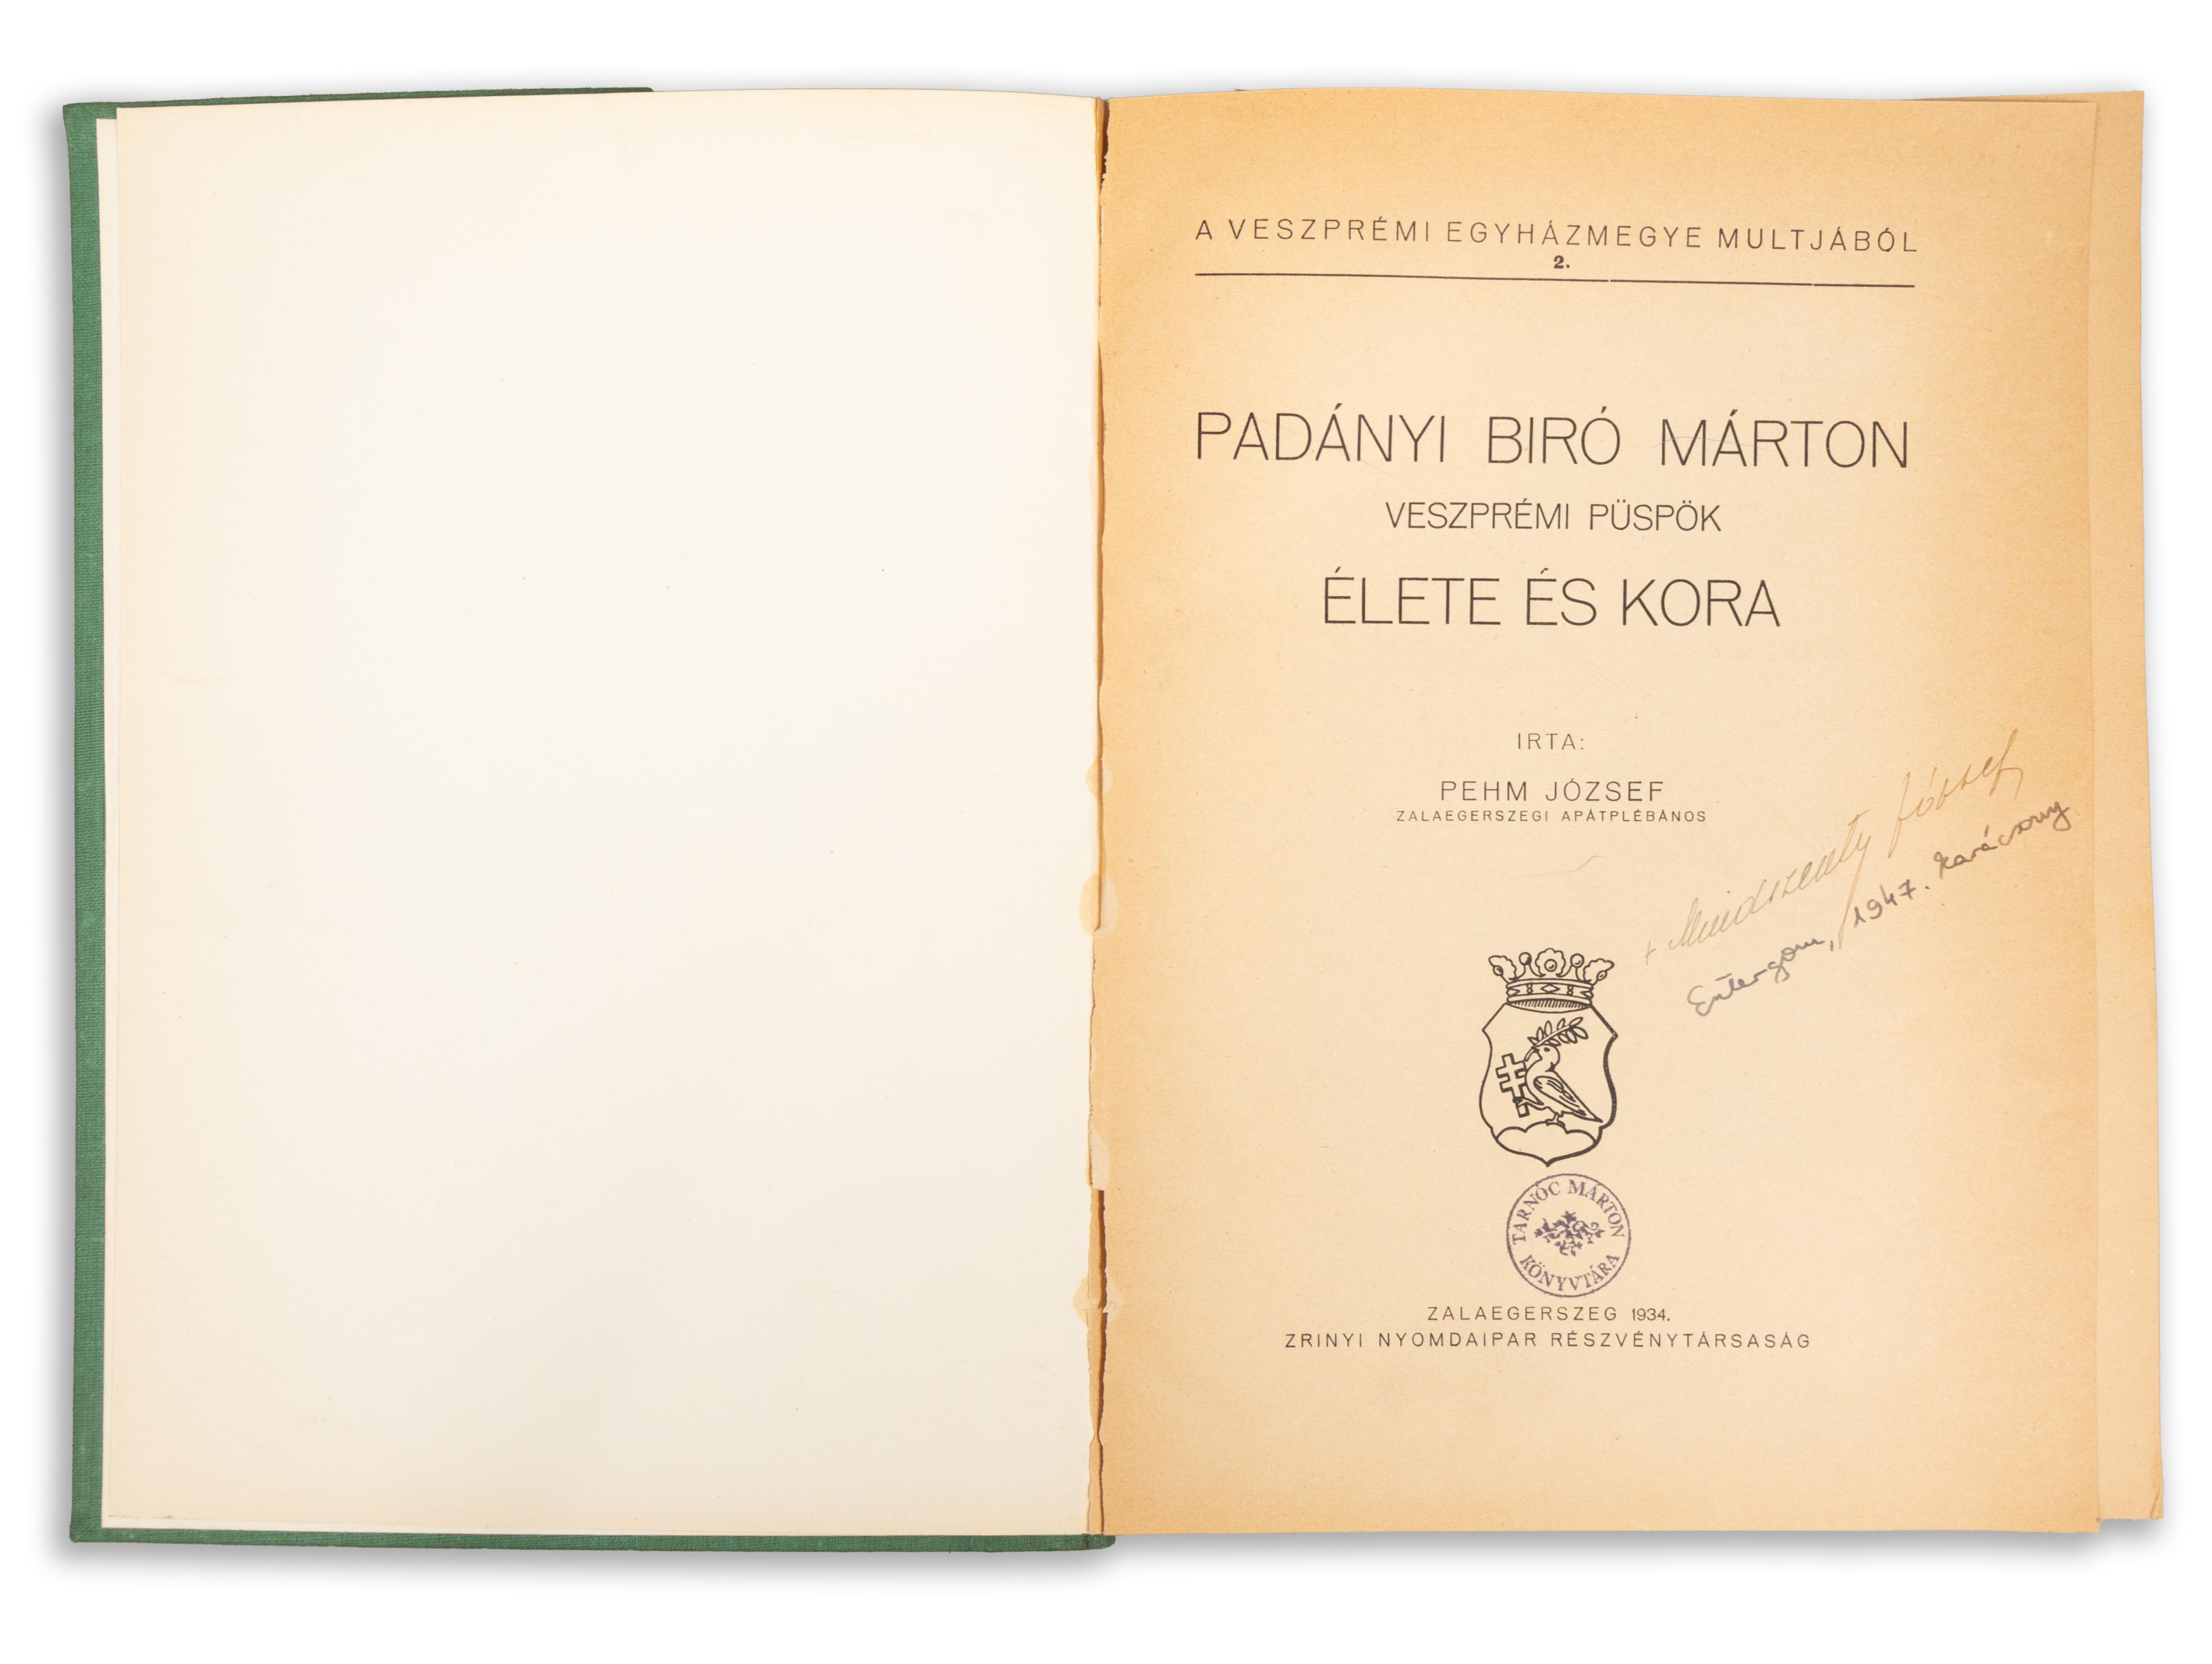 A VESZPRÉMI EGYHÁZMEGYE MULTJÁBÓL
2.
PADÁNYI BIRÓ MÁRTON
VESZPRÉMI PÜSPÖK
ÉLETE ÉS KORA
IRTA:
PEHM JÓZSEF
ZALAEGERSZEGI APÁTPLÉBÁNOS
+ Mindszenty József
Esztergom, 1947. karácsony
TARNÓC MÁRTON
KÖNYVTÁRA
ZALAEGERSZEG 1934.
ZRINYI NYOMDAIPAR RÉSZVÉNYTÁRSASÁG